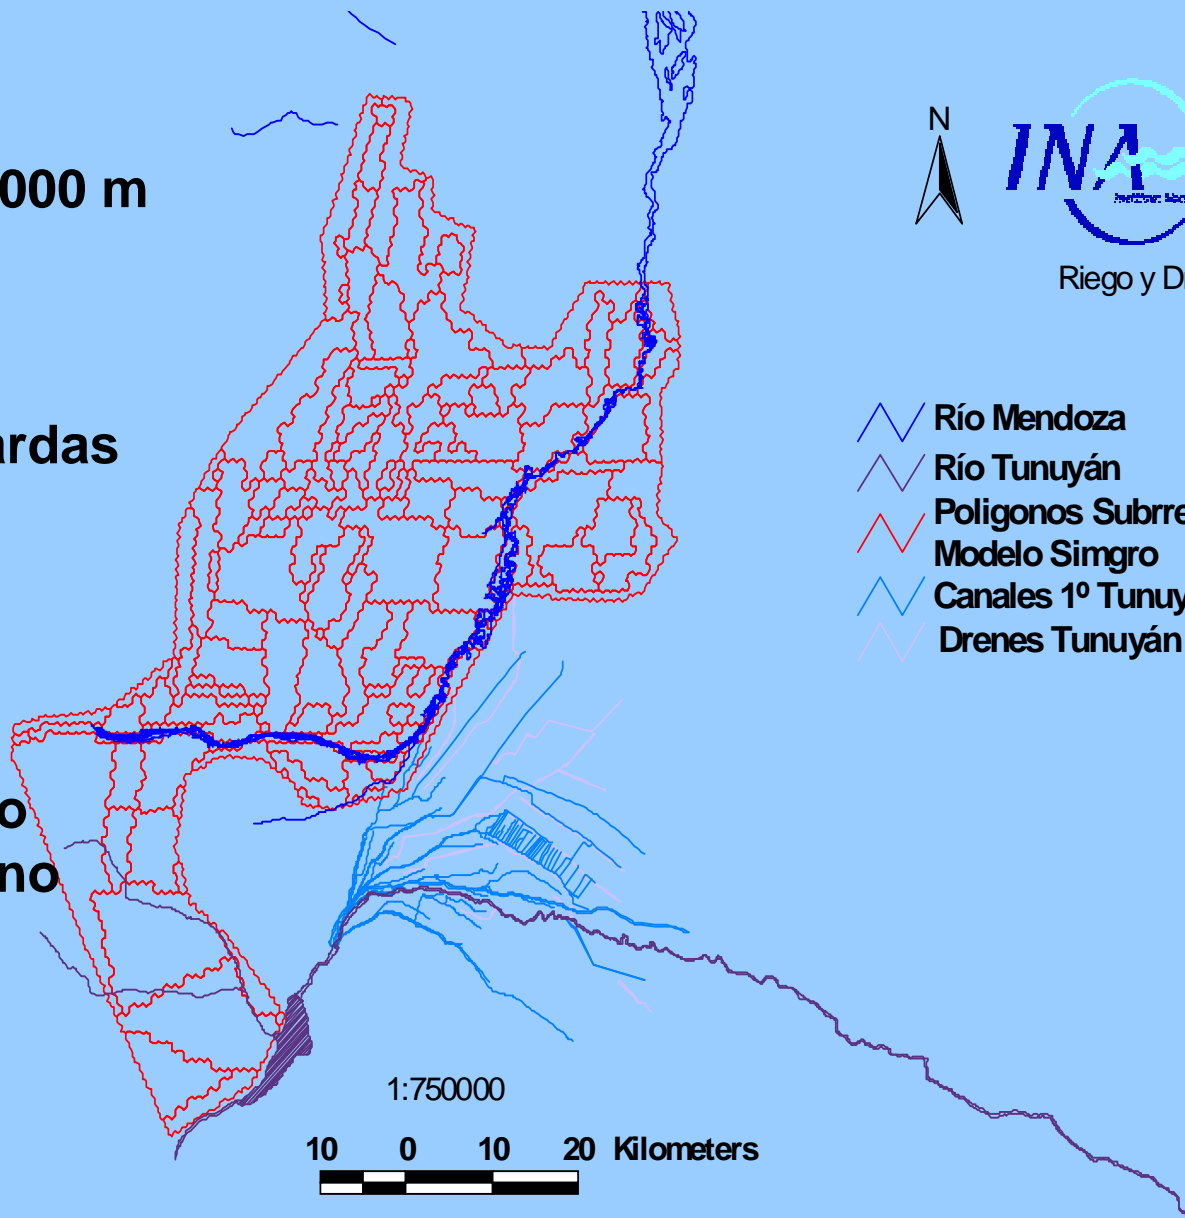 000 m
ardas
o
no
N
INA
Riego y D
Río Mendoza
Río Tunuyán
Poligonos Subrre
Modelo Simgro
Canales 1º Tunuy
Drenes Tunuyán
1:750000
10 0 10 20 Kilometers